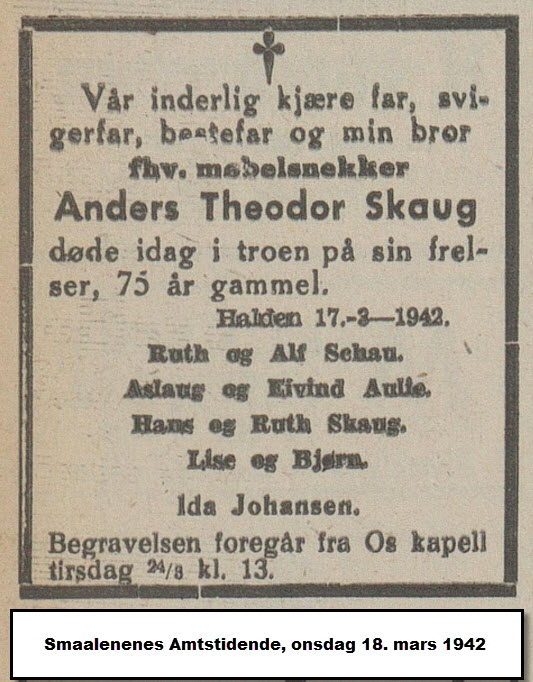 Vår inderlig kjære far, svi-
gerfar, bestefar og min bror
fhv. møbelsnekker
Anders Theodor Skaug
døde idag i troen på sin frel-
ser, 75 år gammel.
Halden 17.-3—1942.
Ruth og Alf Schau.
Aslaug og Eivind Aulie.
Hans og Ruth Skaug.
Lise og Bjørn.
Ida Johansen.
Begravelsen foregår fra Os kapell
tirsdag 24/3 kl. 13.
Smaalenenes Amtstidende, onsdag 18. mars 1942